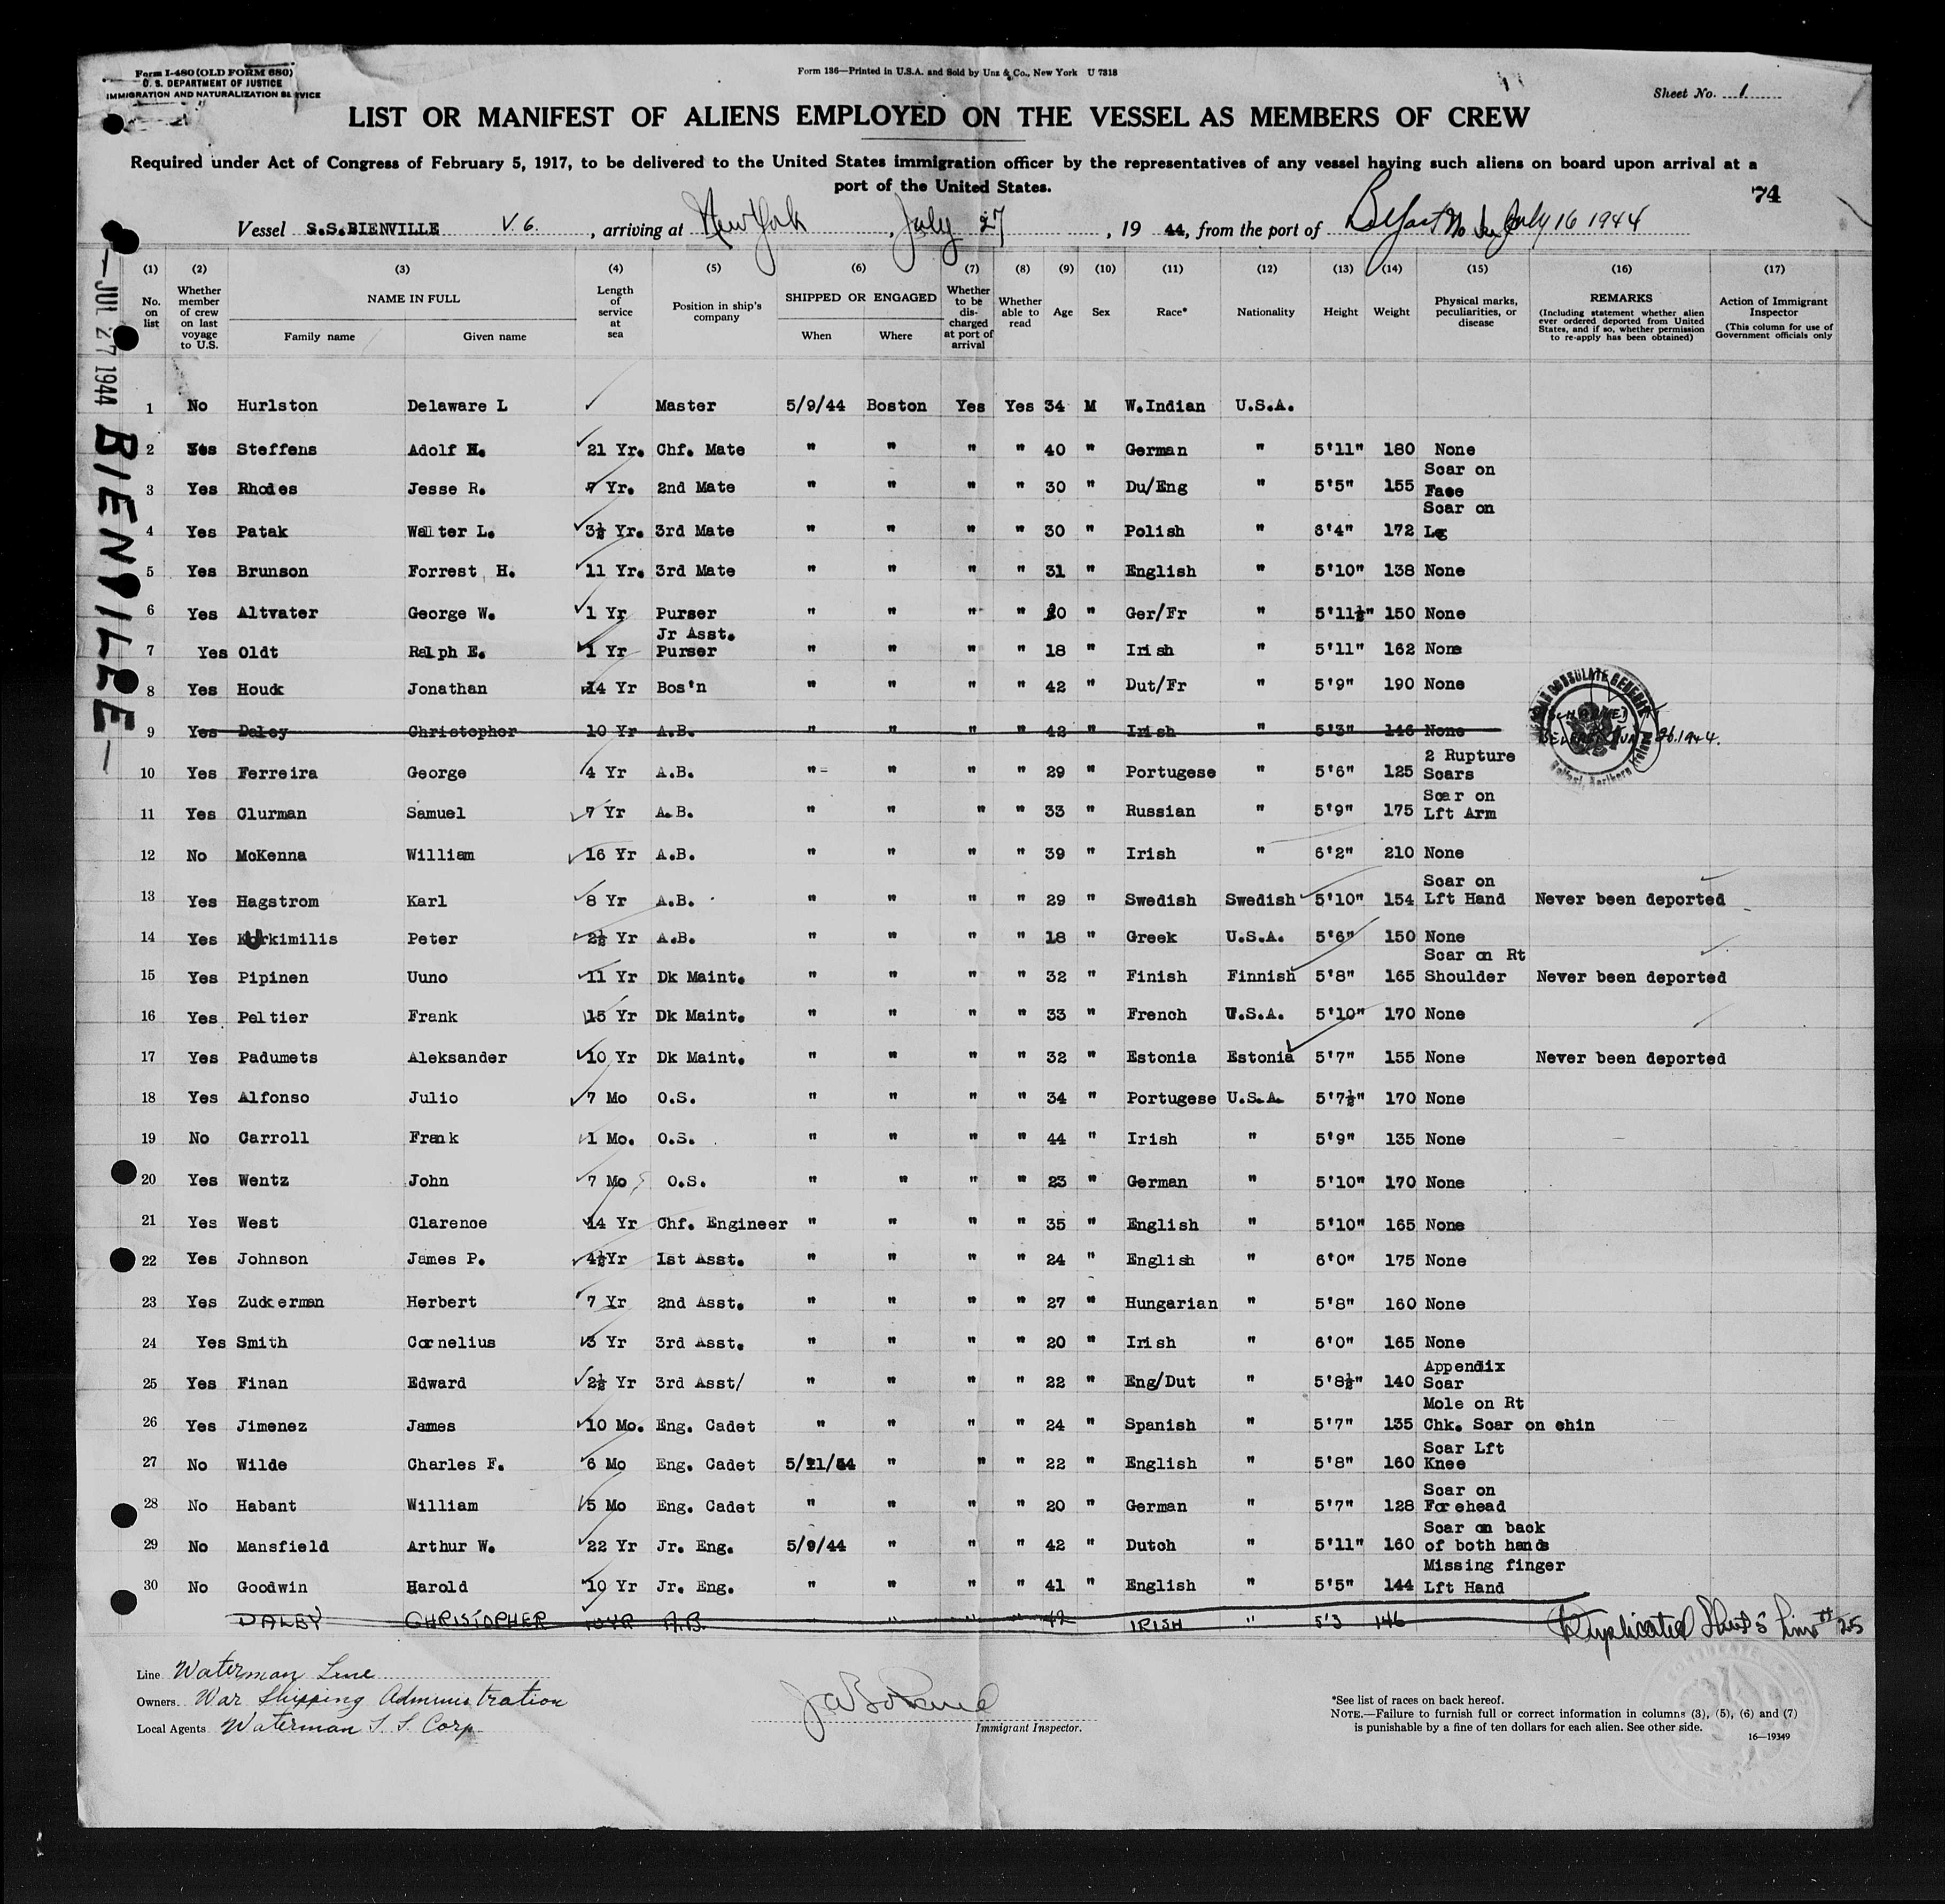 Form I-480 (OLD FORM 680)
U. S. DEPARTMENT OF JUSTICE
IMMIGRATION AND NATURALIZATION SERVICE
Form 136—Printed in U.S.A. and Sold by Unz & Co., New York U 7318
Sheet No. 1
LIST OR MANIFEST OF ALIENS EMPLOYED ON THE VESSEL AS MEMBERS OF CREW
Required under Act of Congress of February 5, 1917, to be delivered to the United States immigration officer by the representatives of any vessel having such aliens on board upon arrival at a
port of the United States.
74
Vessel S.S.BIENVILLE V. 6. , arriving at New York , July 27 , 19 44, from the port of Belfast July 16 1944
(1) (2) (3) (4) (5) (6) (7) (8) (9) (10) (11) (12) (13) (14) (15) (16) (17)
No. on list
Whether member of crew on last voyage to U.S.
NAME IN FULL
Family name
Given name
Length of service at sea
Position in ship's company
SHIPPED OR ENGAGED
When
Where
Whether to be discharged at port of arrival
Whether able to read
Age
Sex
Race*
Nationality
Height
Weight
Physical marks, peculiarities, or disease
REMARKS
(Including statement whether alien ever ordered deported from United States, and if so, whether permission to re-apply has been obtained)
Action of Immigrant Inspector
(This column for use of Government officials only
1 No Hurlston Delaware L Master 5/9/44 Boston Yes Yes 34 M W.Indian U.S.A.
2 Yes Steffens Adolf H. 21 Yr. Chf. Mate " " " " 40 " German " 5'11" 180 None
3 Yes Rhodes Jesse R. 7 Yr. 2nd Mate " " " " 30 " Du/Eng " 5'5" 155 Scar on Face
4 Yes Patak Walter L. 3½ Yr. 3rd Mate " " " " 30 " Polish " 6'4" 172 Scar on Lg
5 Yes Brunson Forrest H. 11 Yr. 3rd Mate " " " " 31 " English " 5'10" 138 None
6 Yes Altvater George W. 1 Yr Purser " " " " 20 " Ger/Fr " 5'11½" 150 None
7 Yes Oldt Ralph E. 1 Yr Jr Asst. Purser " " " " 18 " Irish " 5'11" 162 None
8 Yes Houck Jonathan 14 Yr Bos'n " " " " 42 " Dut/Fr " 5'9" 190 None
9 Yes Daley Christopher 10 Yr A.B. " " " " 42 " Irish " 5'3" 146 None
10 Yes Ferreira George 4 Yr A.B. " " " " 29 " Portugese " 5'6" 125 2 Rupture Scars
11 Yes Clurman Samuel 7 Yr A.B. " " " " 33 " Russian " 5'9" 175 Scar on Lft Arm
12 No McKenna William 16 Yr A.B. " " " " 39 " Irish " 6'2" 210 None
13 Yes Hagstrom Karl 8 Yr A.B. " " " " 29 " Swedish Swedish 5'10" 154 Scar on Lft Hand Never been deported
14 Yes Kurkimilis Peter 2½ Yr A.B. " " " " 18 " Greek U.S.A. 5'6" 150 None
15 Yes Pipinen Uuno 11 Yr Dk Maint. " " " " 32 " Finish Finnish 5'8" 165 Scar on Rt Shoulder Never been deported
16 Yes Peltier Frank 15 Yr Dk Maint. " " " " 33 " French U.S.A. 5'10" 170 None
17 Yes Padumets Aleksander 10 Yr Dk Maint. " " " " 32 " Estonia Estonia 5'7" 155 None Never been deported
18 Yes Alfonso Julio 7 Mo O.S. " " " " 34 " Portugese U.S.A. 5'7½" 170 None
19 No Carroll Frank 1 Mo. O.S. " " " " 44 " Irish " 5'9" 135 None
20 Yes Wentz John 7 Mo O.S. " " " " 23 " German " 5'10" 170 None
21 Yes West Clarence 14 Yr Chf. Engineer " " " " 35 " English " 5'10" 165 None
22 Yes Johnson James P. 4½Yr 1st Asst. " " " " 24 " English " 6'0" 175 None
23 Yes Zuckerman Herbert 7 Yr 2nd Asst. " " " " 27 " Hungarian " 5'8" 160 None
24 Yes Smith Cornelius 3 Yr 3rd Asst. " " " " 20 " Irish " 6'0" 165 None
25 Yes Finan Edward 2½ Yr 3rd Asst/ " " " " 22 " Eng/Dut " 5'8½" 140 Appendix Scar
26 Yes Jimenez James 10 Mo. Eng. Cadet " " " " 24 " Spanish " 5'7" 135 Mole on Rt Chk. Scar on chin
27 No Wilde Charles F. 6 Mo Eng. Cadet 5/21/44 " " " 22 " English " 5'8" 160 Scar Lft Knee
28 No Habant William 5 Mo Eng. Cadet " " " " 20 " German " 5'7" 128 Scar on Forehead
29 No Mansfield Arthur W. 22 Yr Jr. Eng. 5/9/44 " " " 42 " Dutch " 5'11" 160 Scar on back of both hands
30 No Goodwin Harold 10 Yr Jr. Eng. " " " " 41 " English " 5'5" 144 Missing finger Lft Hand
DALEY CHRISTOPHER 10 YR A.B. " " " " 42 IRISH " 5'3 146 Duplicated Sheet 5 Line # 25
Line Waterman Line
Owners War Shipping Administration
Local Agents Waterman S. S. Corp.
Immigrant Inspector.
*See list of races on back hereof.
NOTE.—Failure to furnish full or correct information in columns (3), (5), (6) and (7)
is punishable by a fine of ten dollars for each alien. See other side.
16—19349
JUL 27 1944 BIENVILLE
CONSULATE GENERAL
Belfast, Northern Ireland